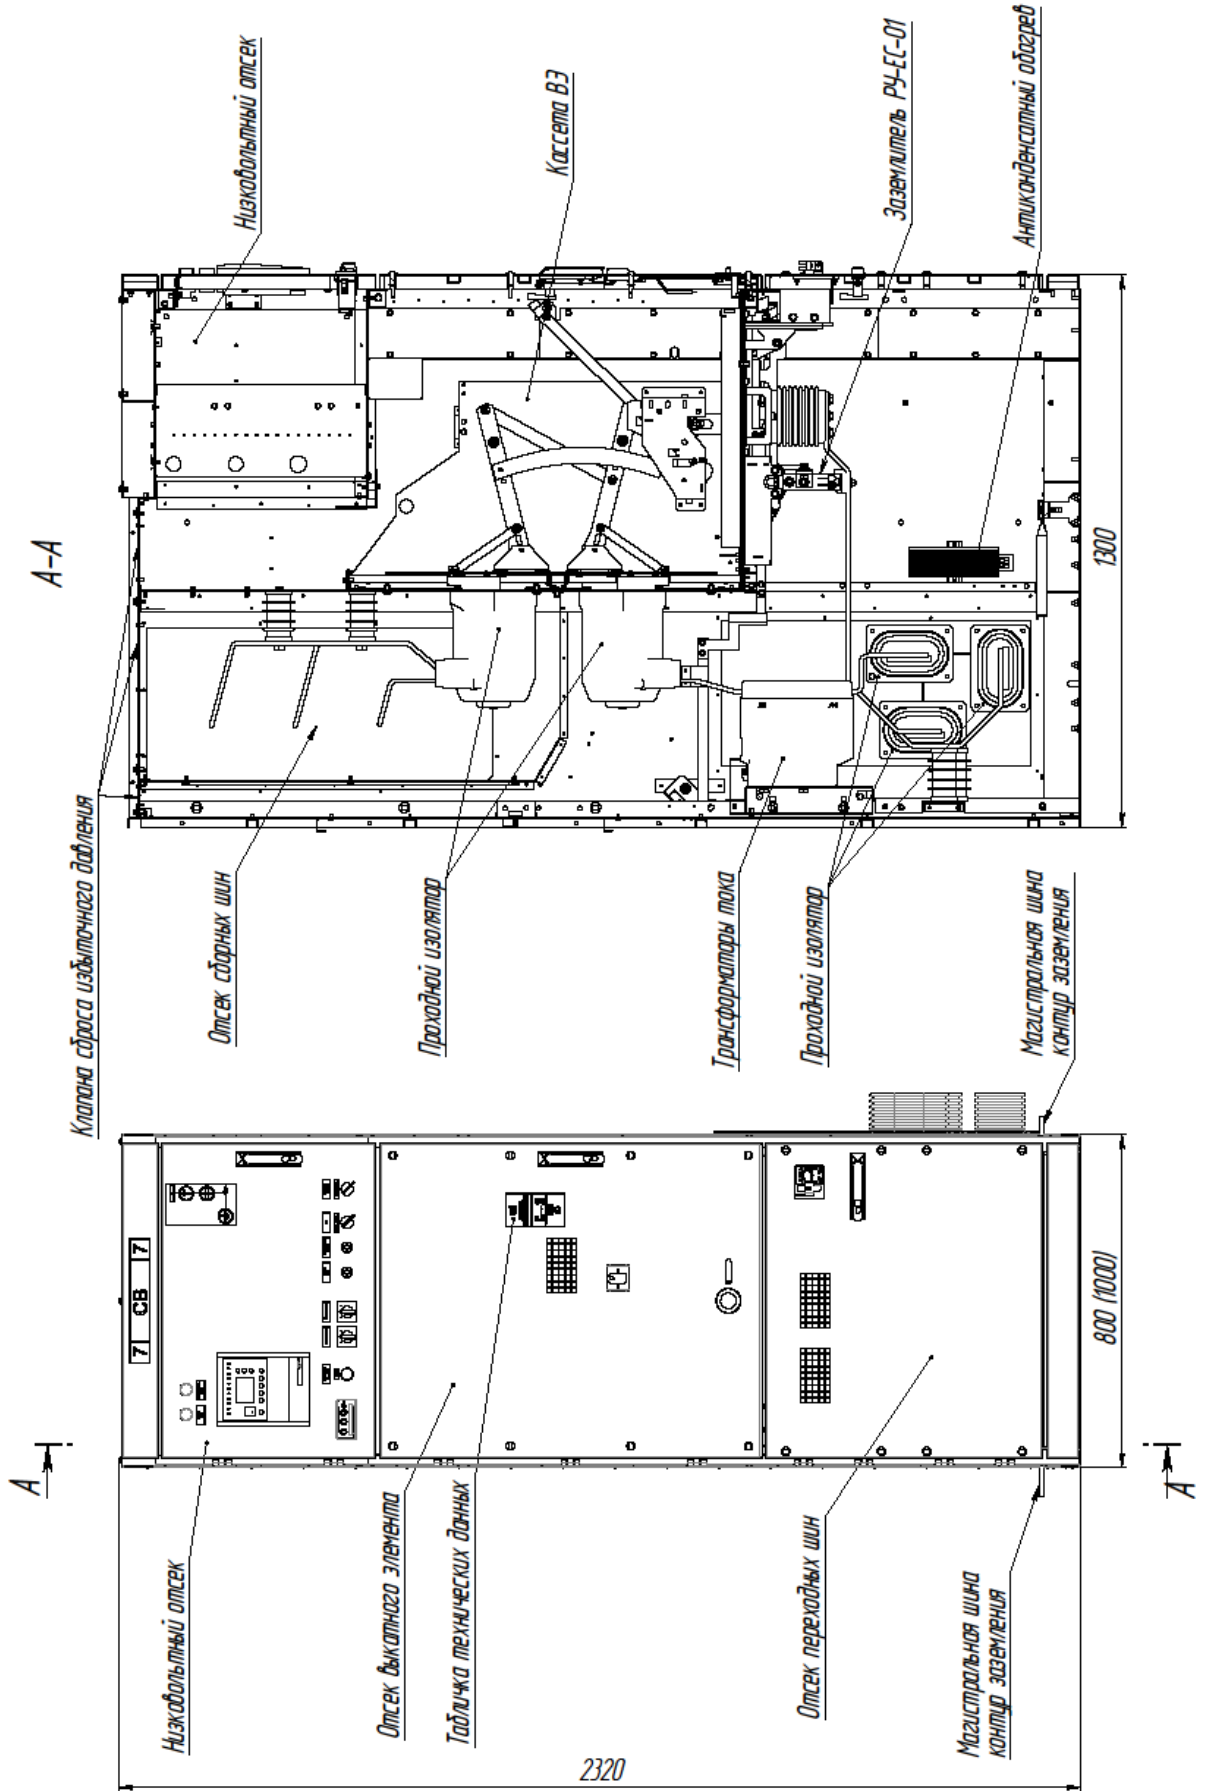 А-А
Низковольтный отсек
Кассета ВЭ
Заземлитель РУ-ЕС-01
Антиконденсатный обогрев
1300
Клапана сброса избыточного давления
Отсек сборных шин
Проходной изолятор
Трансформаторы тока
Проходной изолятор
Магистральная шина
контур заземления
7 СВ 7
800 (1000)
А
А
Низковольтный отсек
Отсек выкатного элемента
Табличка технических данных
Отсек переходных шин
Магистральная шина
контур заземления
2320